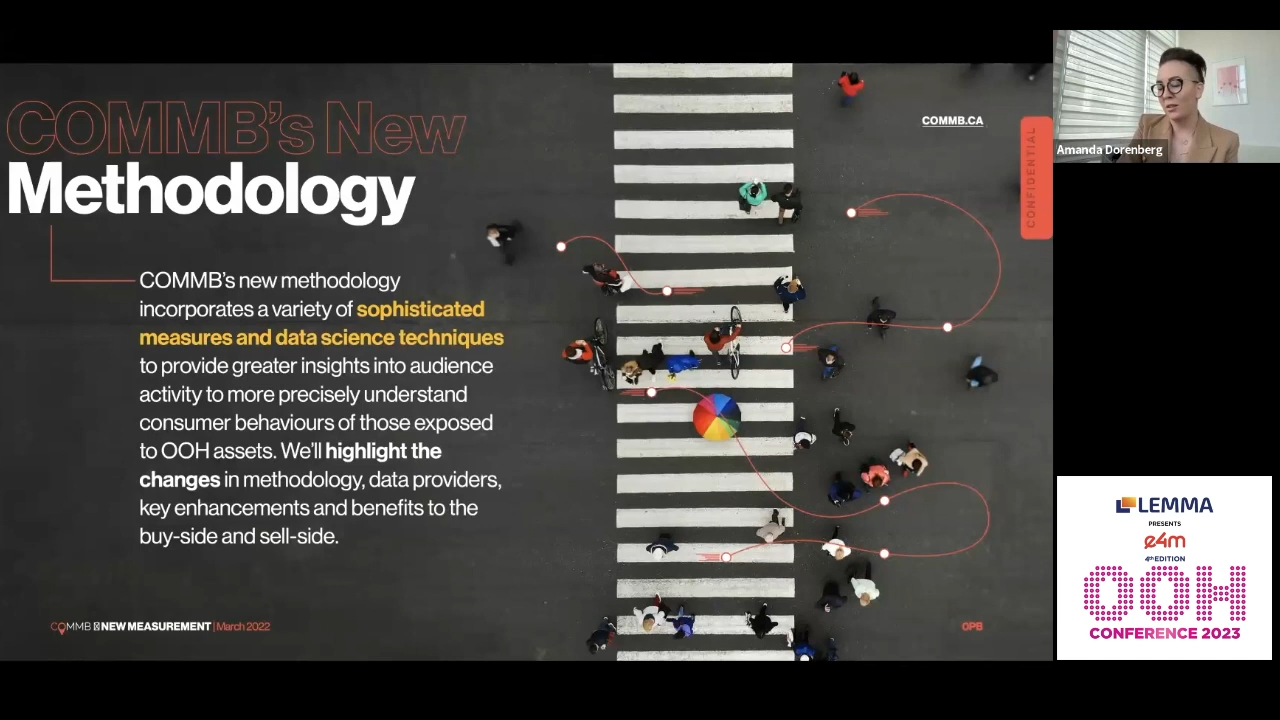 COMMB's New
Methodology
COMMB's new methodology
incorporates a variety of sophisticated
measures and data science techniques
to provide greater insights into audience
activity to more precisely understand
consumer behaviours of those exposed
to OOH assets. We'll highlight the
changes in methodology, data providers,
key enhancements and benefits to the
buy-side and sell-side.
COMMB NEW MEASUREMENT | March 2022
COMMB.CA
CONFIDENTIAL
Amanda Dorenberg
LEMMA
PRESENTS
e4m
4th EDITION
OOH
CONFERENCE 2023